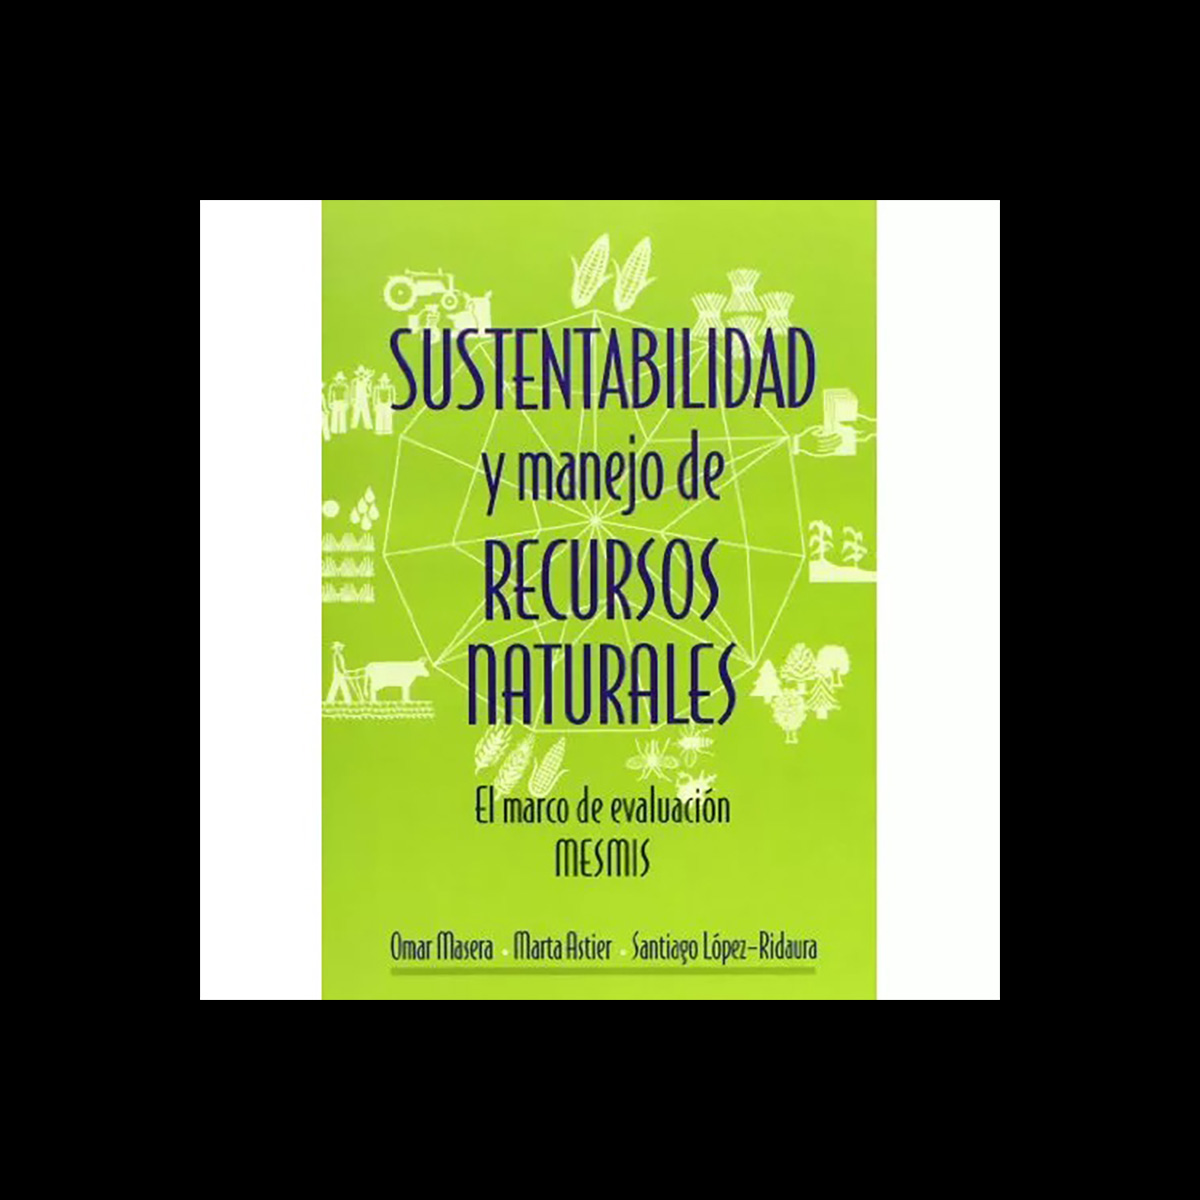 SUSTENTABILIDAD
y manejo de
RECURSOS
NATURALES
El marco de evaluación
MESMIS
Omar Masera • Marta Astier • Santiago López-Ridaura